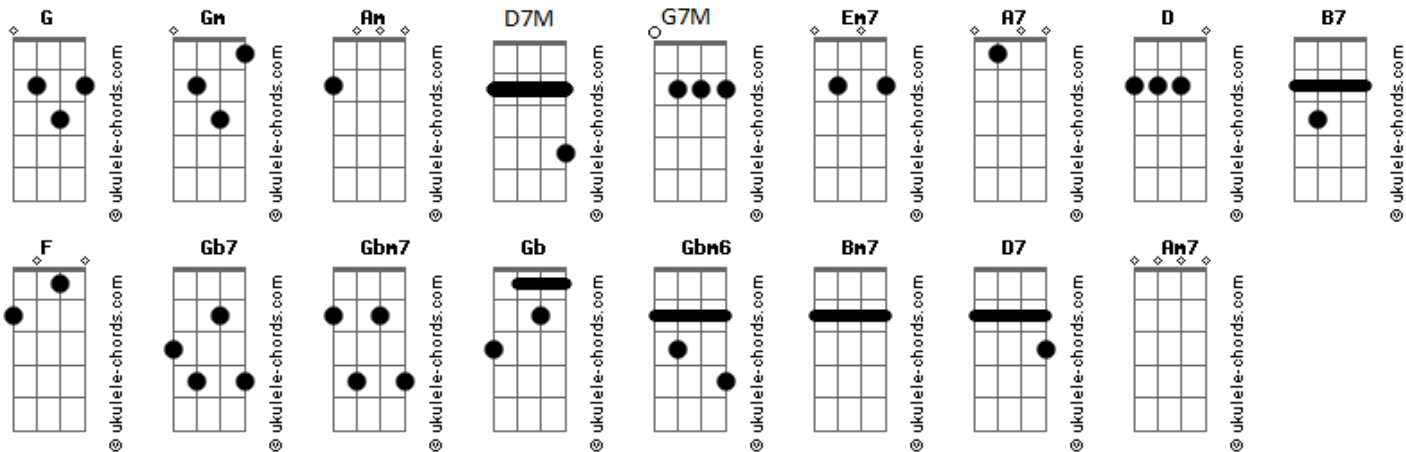 G Gm Am D7M G7M Em7 A7 D B7
© ukulele-chords.com © ukulele-chords.com © ukulele-chords.com © ukulele-chords.com © ukulele-chords.com © ukulele-chords.com © ukulele-chords.com © ukulele-chords.com © ukulele-chords.com
F Gb7 Gbm7 Gb Gbm6 Bm7 D7 Am7
© ukulele-chords.com © ukulele-chords.com © ukulele-chords.com © ukulele-chords.com © ukulele-chords.com © ukulele-chords.com © ukulele-chords.com © ukulele-chords.com